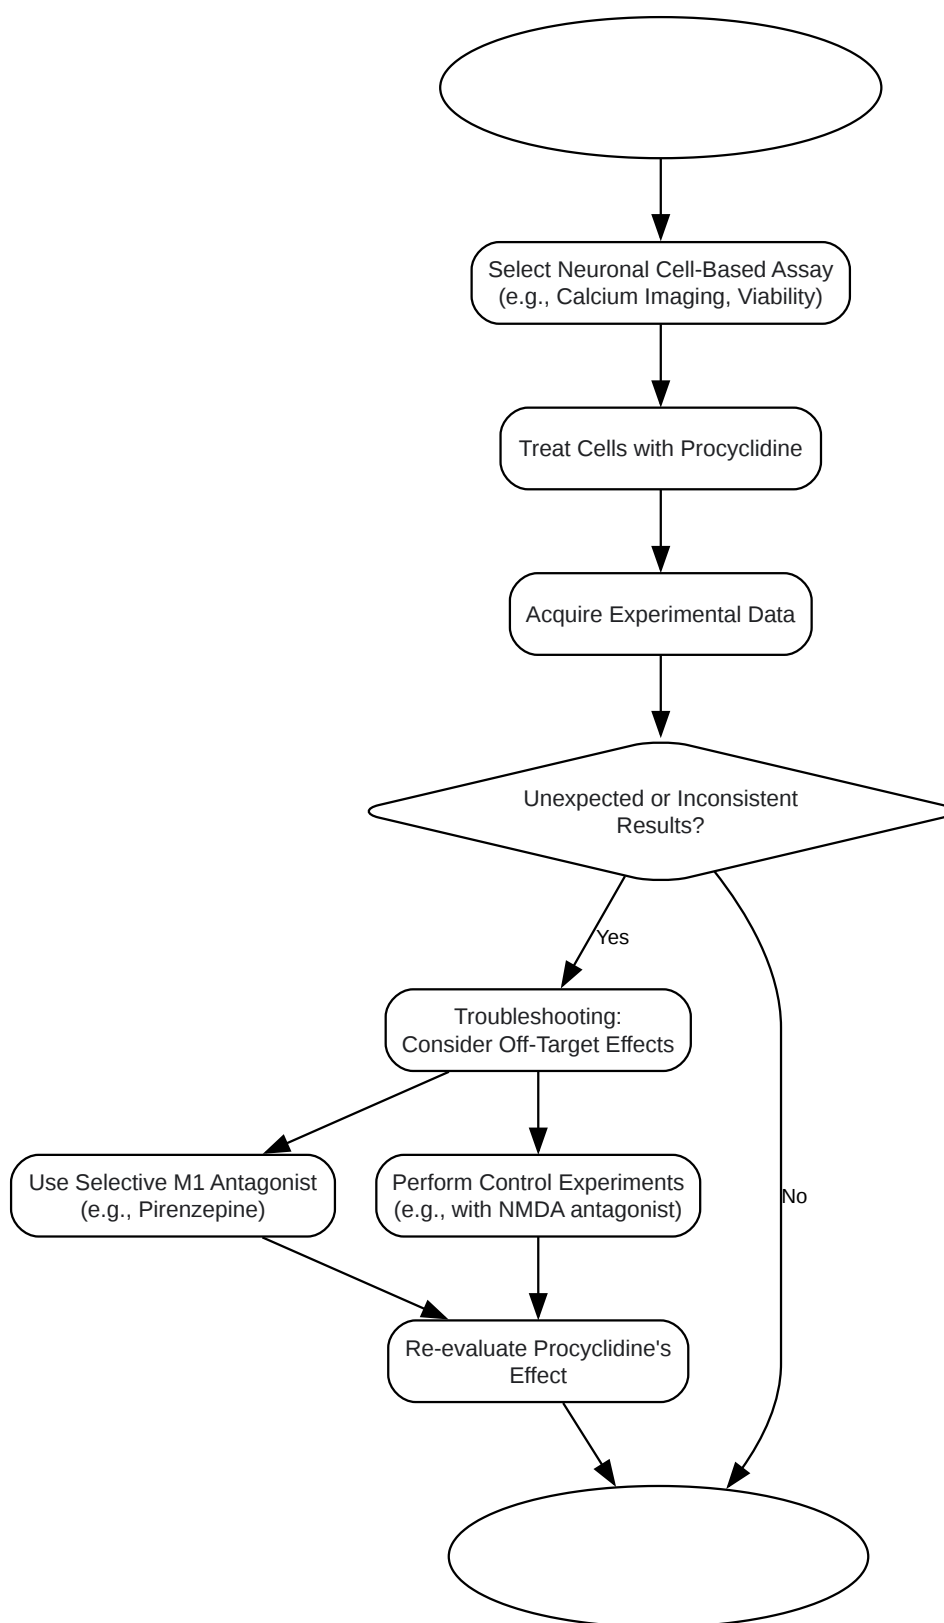 Select Neuronal Cell-Based Assay
(e.g., Calcium Imaging, Viability)
Treat Cells with Procyclidine
Acquire Experimental Data
Unexpected or Inconsistent
Results?
Yes
Troubleshooting:
Consider Off-Target Effects
Use Selective M1 Antagonist
(e.g., Pirenzepine)
Perform Control Experiments
(e.g., with NMDA antagonist)
No
Re-evaluate Procyclidine's
Effect